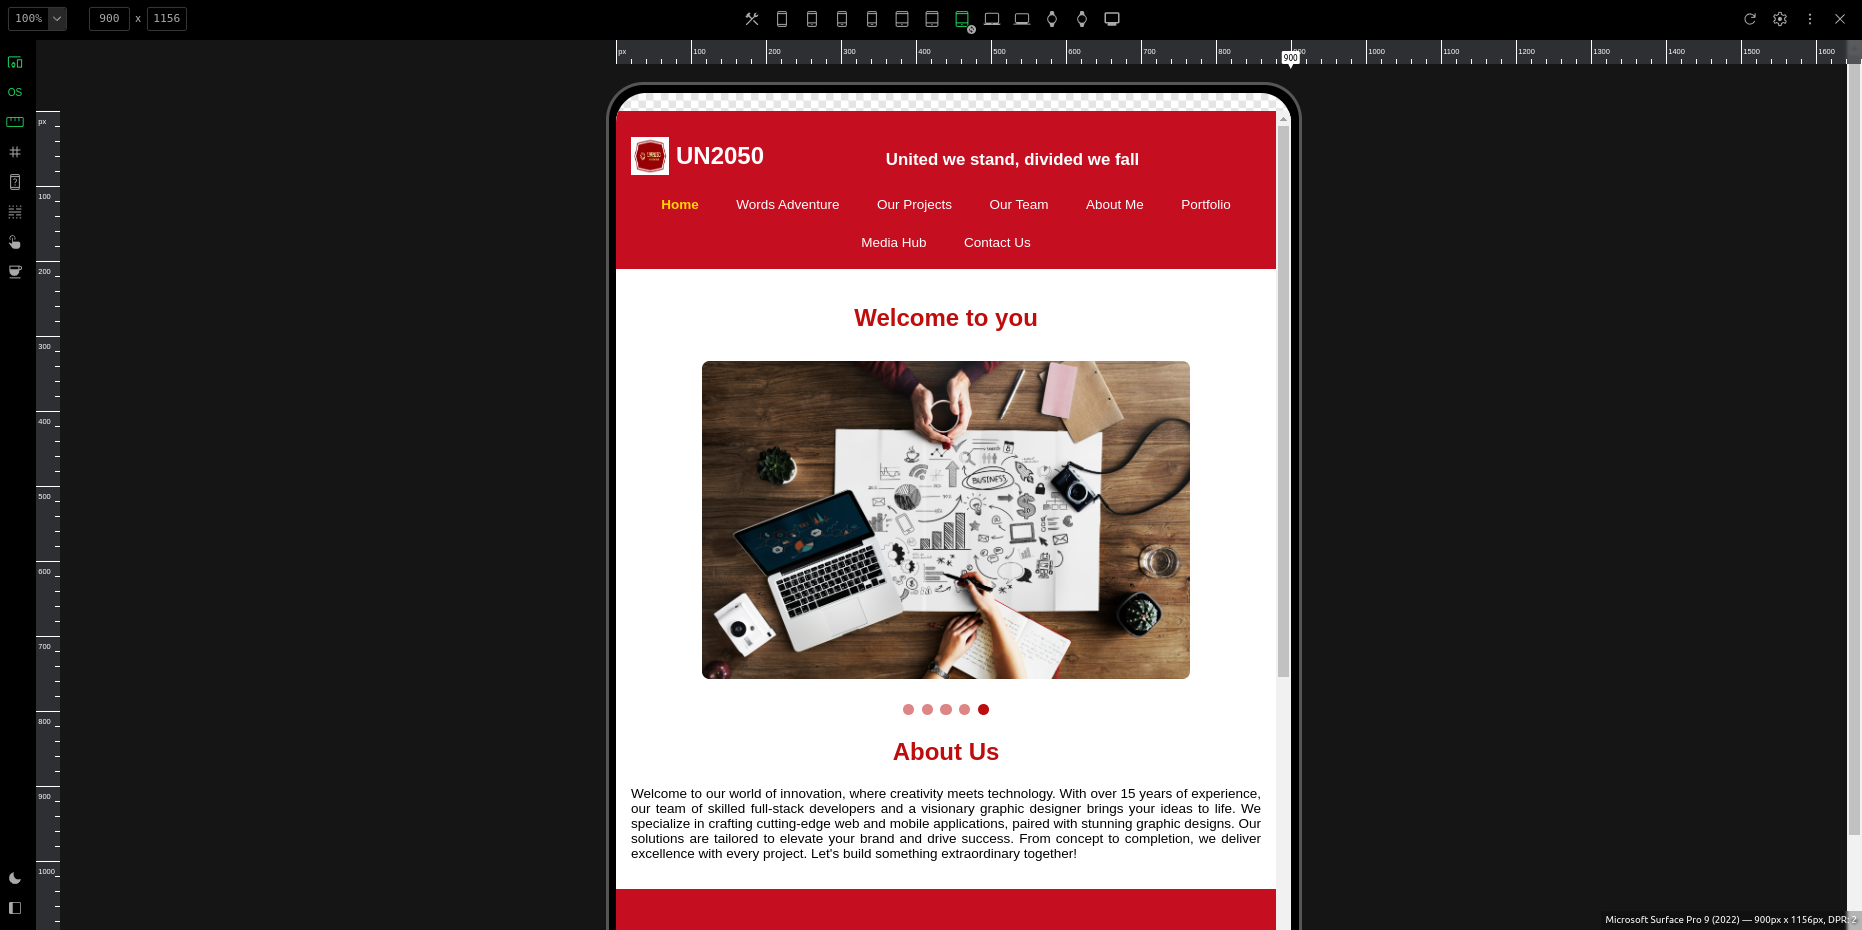 100%
900 x 1156
OS
px 100 200 300 400 500 600 700 800 900 1000 1100 1200 1300 1400 1500 1600
900
px
100
200
300
400
500
600
700
800
900
1000
UN2050
United we stand, divided we fall
Home Words Adventure Our Projects Our Team About Me Portfolio
Media Hub Contact Us
Welcome to you
BUSINESS
About Us
Welcome to our world of innovation, where creativity meets technology. With over 15 years of experience,
our team of skilled full-stack developers and a visionary graphic designer brings your ideas to life. We
specialize in crafting cutting-edge web and mobile applications, paired with stunning graphic designs. Our
solutions are tailored to elevate your brand and drive success. From concept to completion, we deliver
excellence with every project. Let's build something extraordinary together!
Microsoft Surface Pro 9 (2022) — 900px x 1156px, DPR: 2